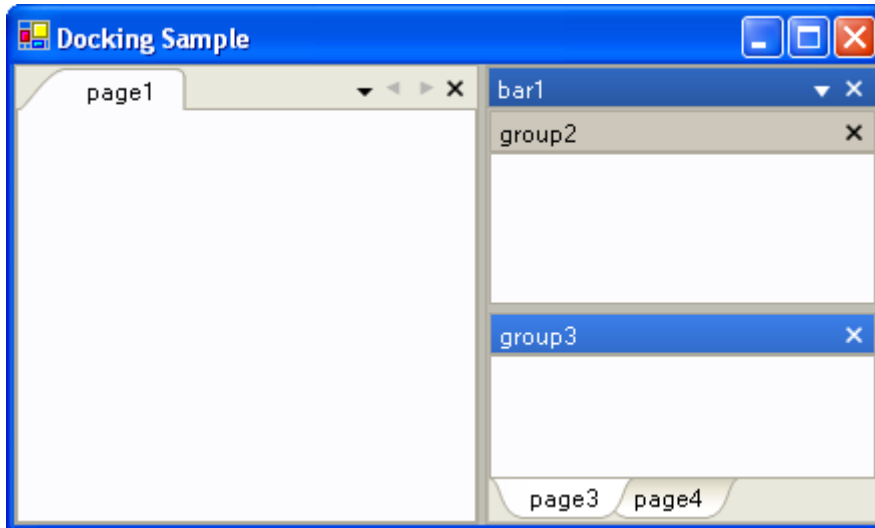 Docking Sample
page1
bar1
group2
group3
page3
page4